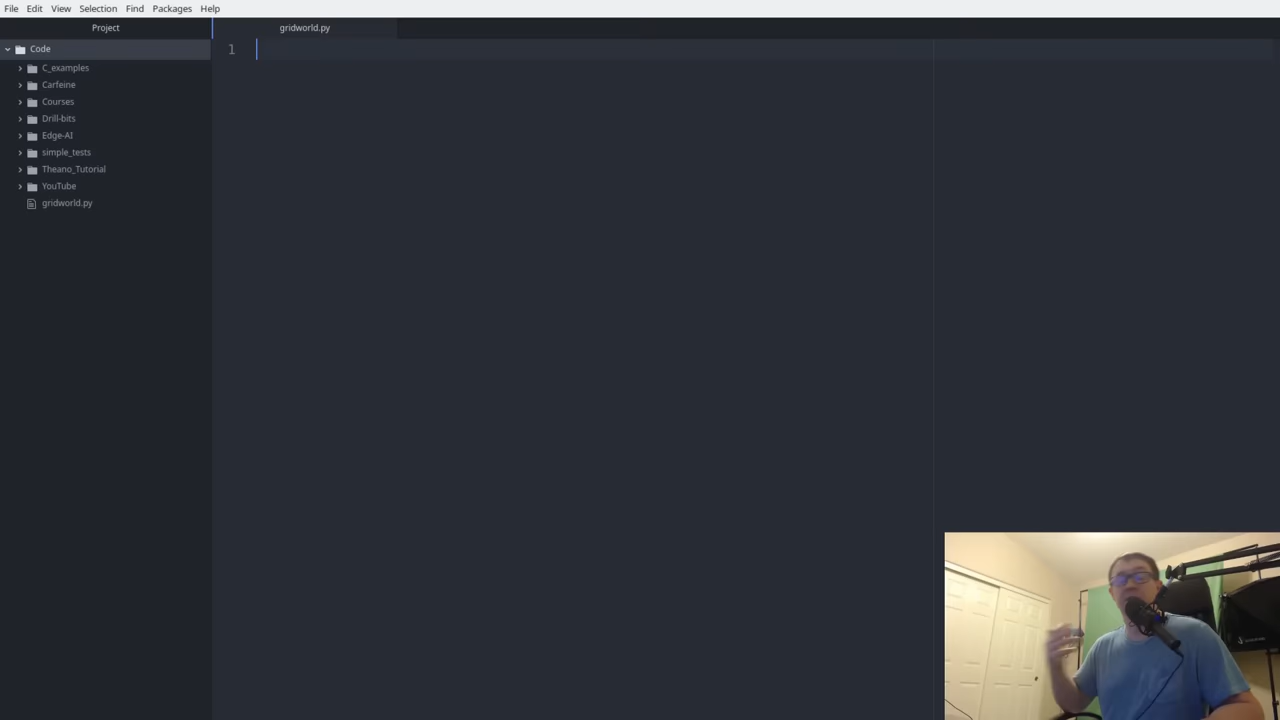 File Edit View Selection Find Packages Help
Project
gridworld.py
Code
1
C_examples
Carfeine
Courses
Drill-bits
Edge-AI
simple_tests
Theano_Tutorial
YouTube
gridworld.py